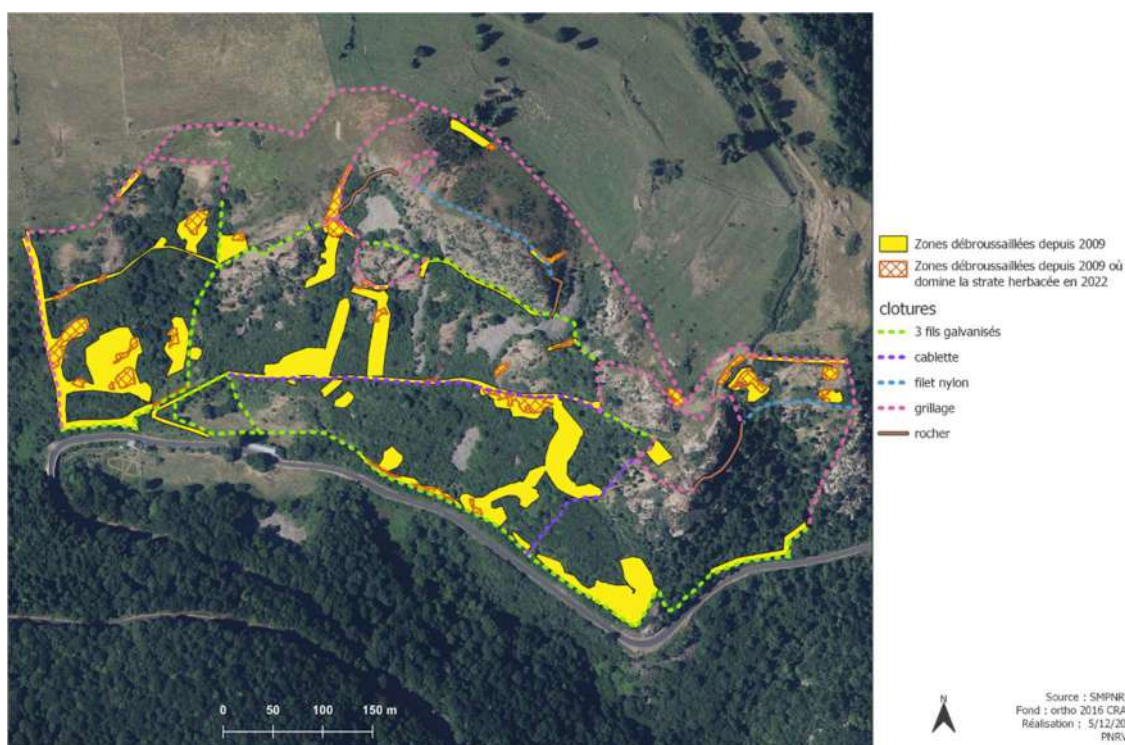 Zones débroussaillées depuis 2009
Zones débroussaillées depuis 2009 où
domine la strate herbacée en 2022
clotures
3 fils galvanisés
cablette
filet nylon
grillage
rocher
0 50 100 150 m
N
Source : SMPNR
Fond : ortho 2016 CRA
Réalisation : 5/12/20
PNRV